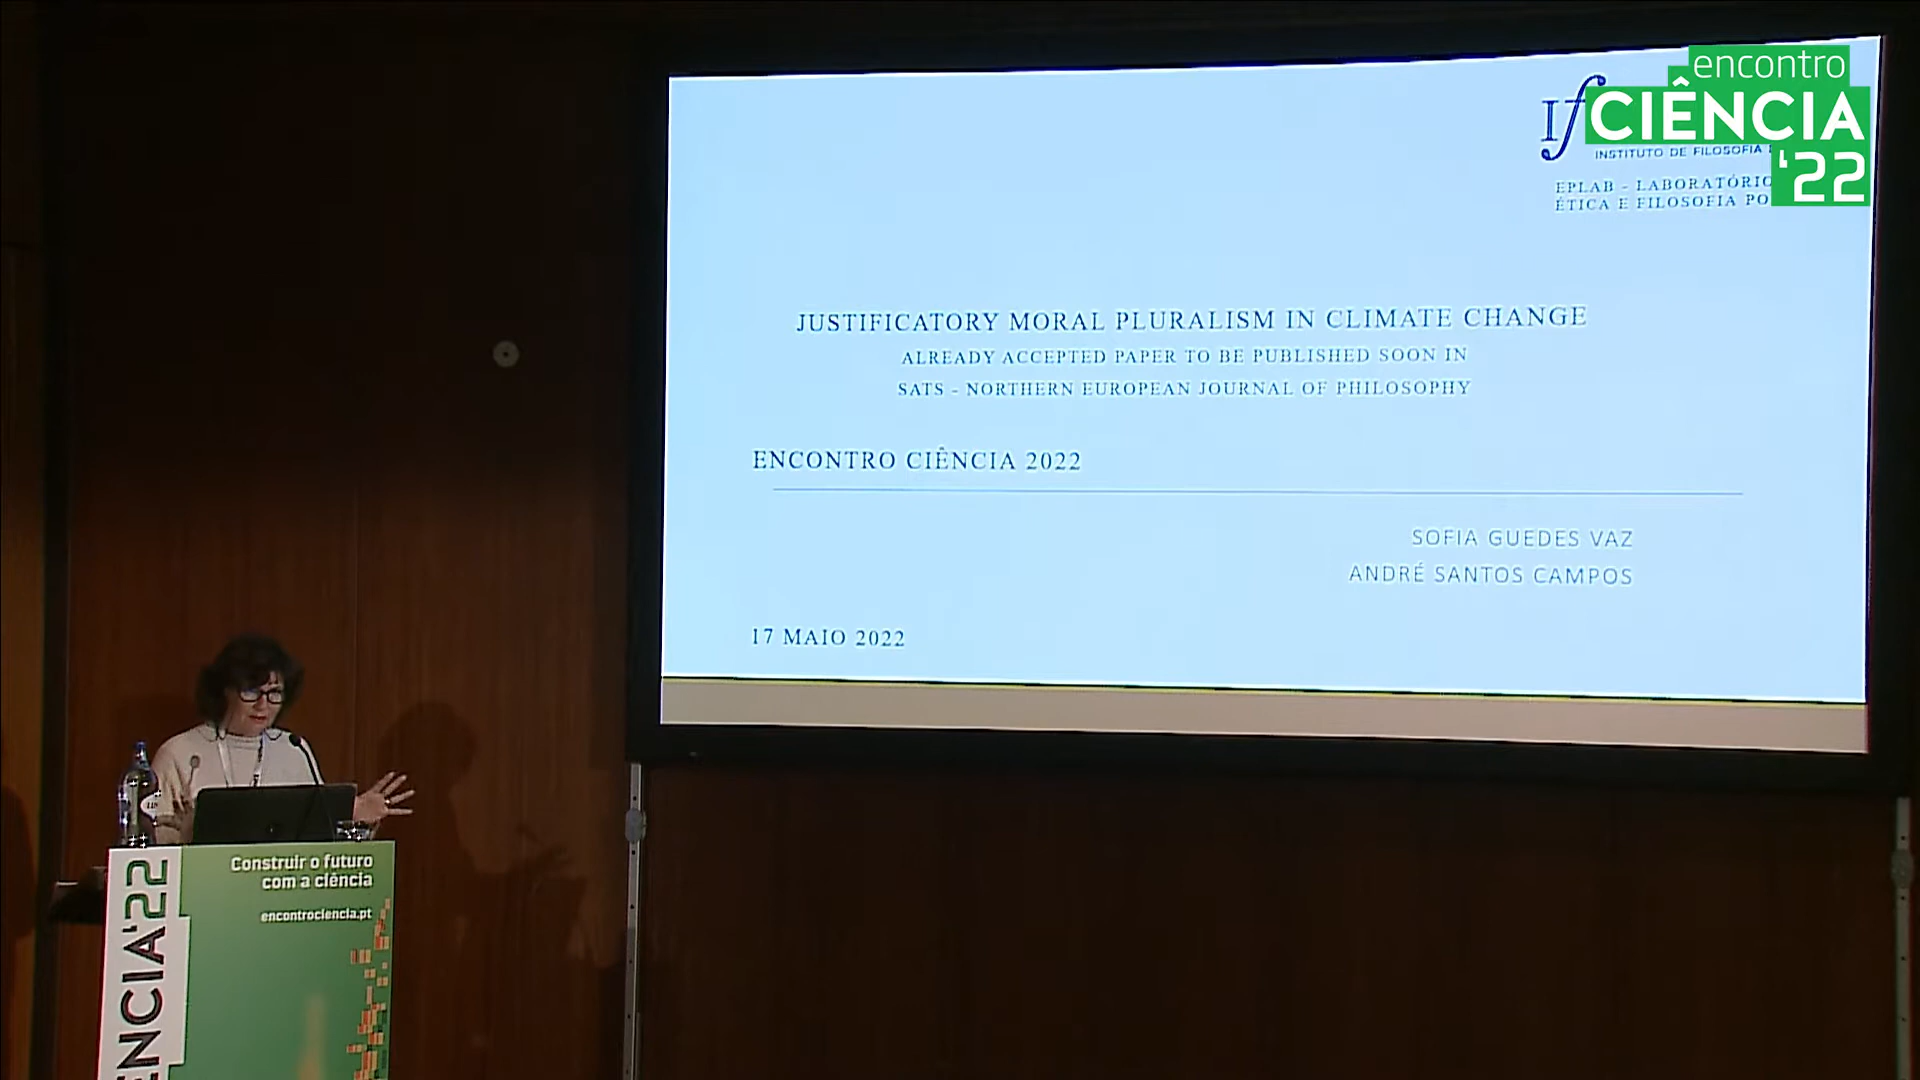 encontro
CIÊNCIA
'22
If
INSTITUTO DE FILOSOFIA
EPLAB - LABORATÓRIO
ÉTICA E FILOSOFIA PO
JUSTIFICATORY MORAL PLURALISM IN CLIMATE CHANGE
ALREADY ACCEPTED PAPER TO BE PUBLISHED SOON IN
SATS - NORTHERN EUROPEAN JOURNAL OF PHILOSOPHY
ENCONTRO CIÊNCIA 2022
SOFIA GUEDES VAZ
ANDRÉ SANTOS CAMPOS
17 MAIO 2022
Construir o futuro
com a ciência
encontrociencia.pt
ENCIA'22